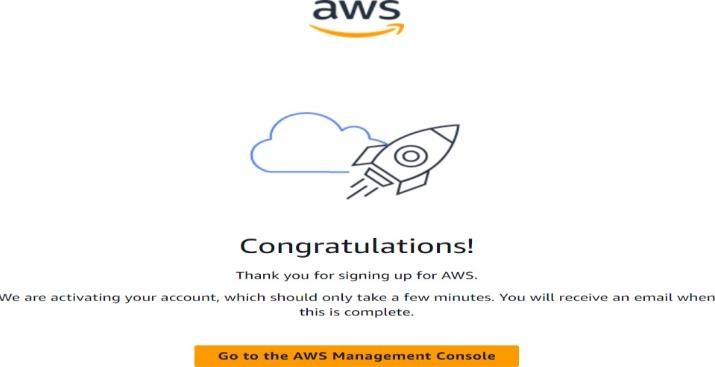 aws
Congratulations!
Thank you for signing up for AWS.
We are activating your account, which should only take a few minutes. You will receive an email when
this is complete.
Go to the AWS Management Console